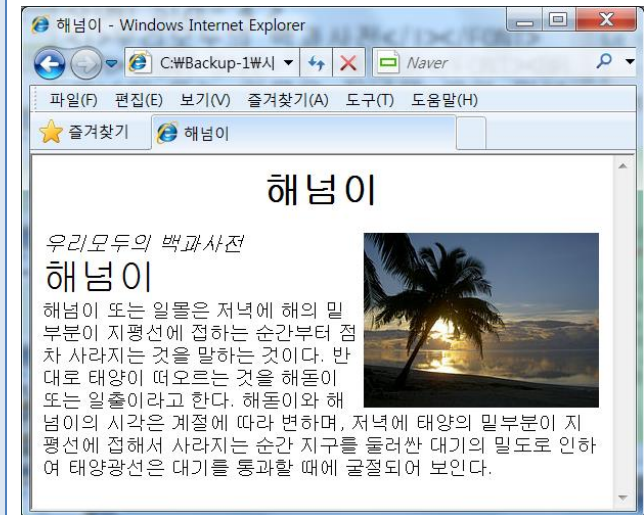 해넘이 - Windows Internet Explorer
C:₩Backup-1₩시
Naver
파일(F) 편집(E) 보기(V) 즐겨찾기(A) 도구(T) 도움말(H)
즐겨찾기 해넘이
해넘이
우리모두의 백과사전
해넘이
해넘이 또는 일몰은 저녁에 해의 밑
부분이 지평선에 접하는 순간부터 점
차 사라지는 것을 말하는 것이다. 반
대로 태양이 떠오르는 것을 해돋이
또는 일출이라고 한다. 해돋이와 해
넘이의 시각은 계절에 따라 변하며, 저녁에 태양의 밑부분이 지
평선에 접해서 사라지는 순간 지구를 둘러싼 대기의 밀도로 인하
여 태양광선은 대기를 통과할 때에 굴절되어 보인다.